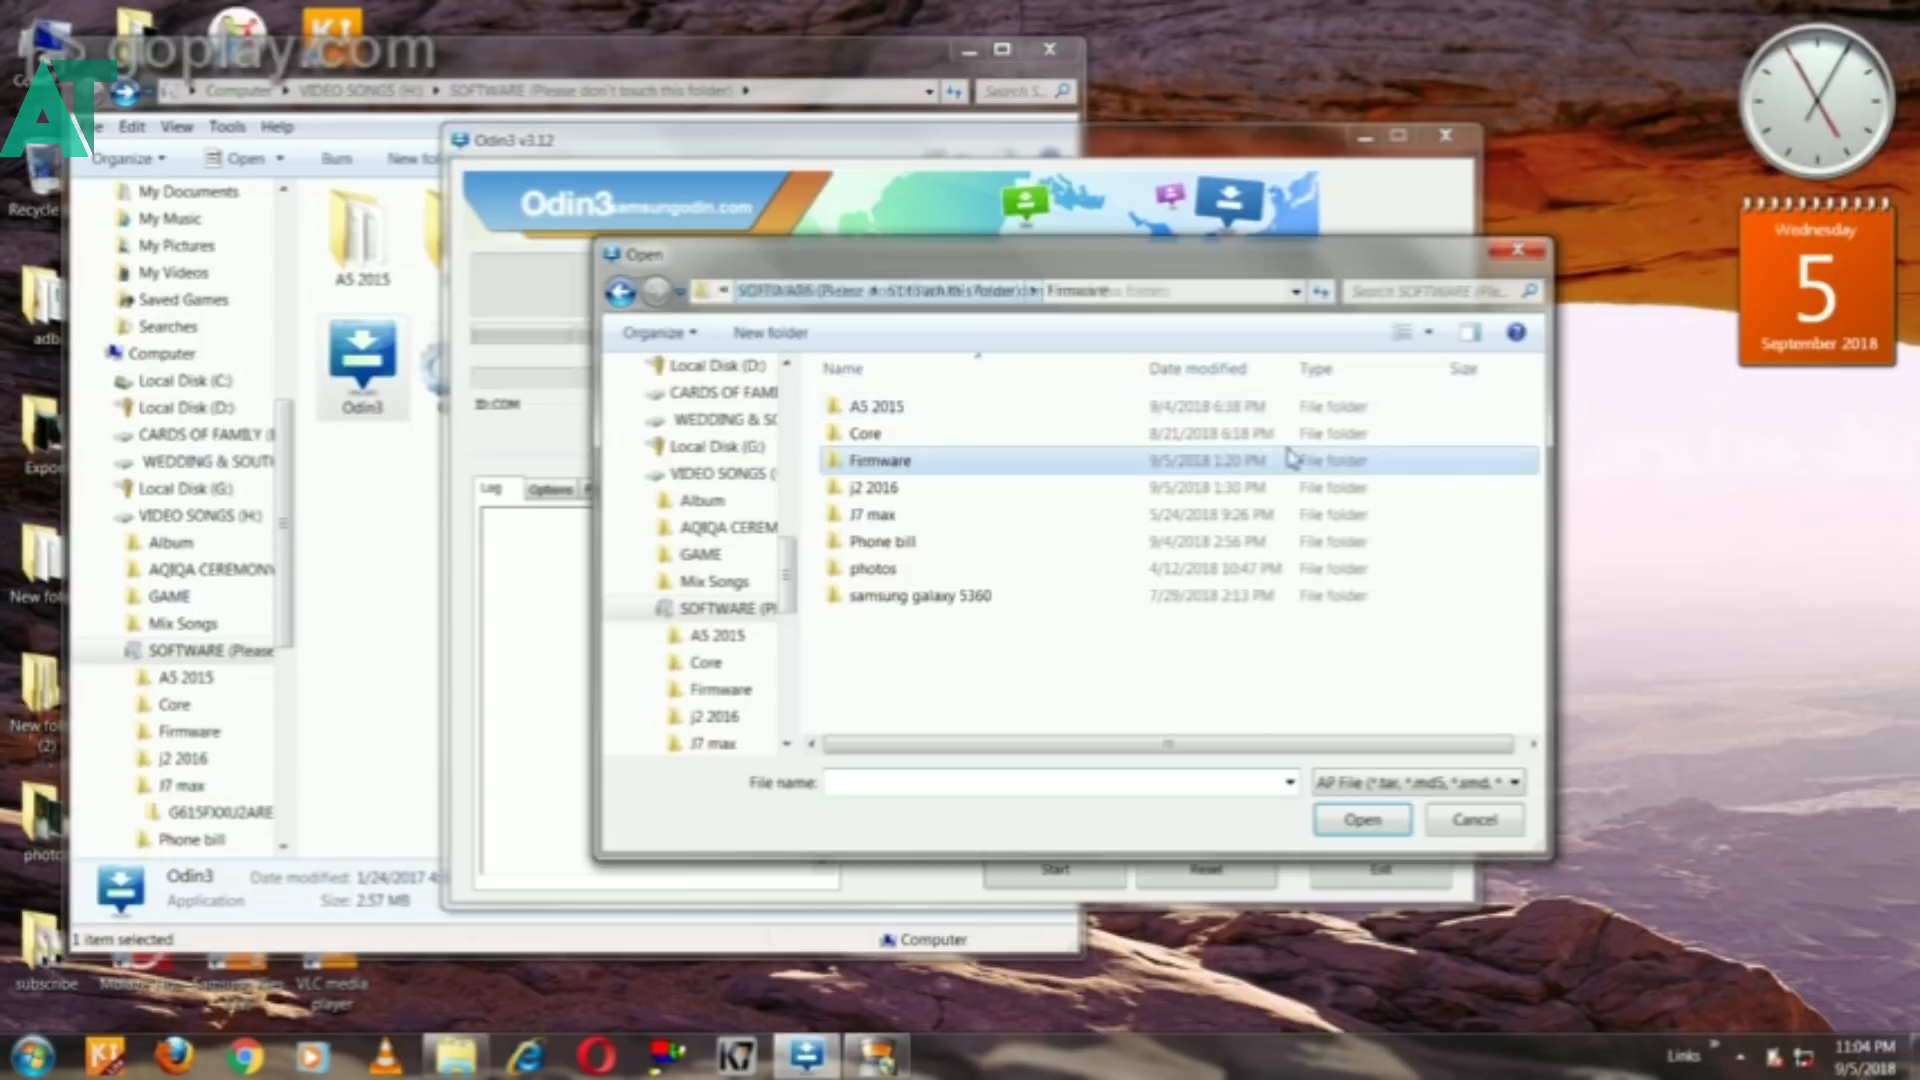 goplay.com
AT
Computer
VIDEO SONGS (H:)
SOFTWARE (Please don't touch this folder)
Search S...
Edit
View
Tools
Help
Organize
Open
Burn
New fol
My Documents
My Music
My Pictures
My Videos
Saved Games
Searches
Computer
Local Disk (C:)
Local Disk (D:)
CARDS OF FAMILY (
WEDDING & SOUTH
Local Disk (G:)
VIDEO SONGS (H:)
Album
AQIQA CEREMONY
GAME
Mix Songs
SOFTWARE (Please
A5 2015
Core
Firmware
j2 2016
J7 max
G615FXXU2ARE
Phone bill
A5 2015
Odin3
Odin3
Date modified: 1/24/2017 4:
Application
Size: 2.57 MB
1 item selected
Computer
Odin3 v3.12
Odin3
samsungodin.com
ID:COM
Log
Options
Start
Reset
Exit
Open
Firmware
Search SOFTWARE (Ple...
Organize
New folder
Local Disk (D:)
CARDS OF FAMI
WEDDING & SO
Local Disk (G:)
VIDEO SONGS (
Album
AQIQA CEREM
GAME
Mix Songs
SOFTWARE (Pl
A5 2015
Core
Firmware
j2 2016
J7 max
Name Date modified Type Size
A5 2015 9/4/2018 6:38 PM File folder
Core 8/21/2018 6:18 PM File folder
Firmware 9/5/2018 1:20 PM File folder
j2 2016 9/5/2018 1:30 PM File folder
J7 max 5/24/2018 9:26 PM File folder
Phone bill 9/4/2018 2:56 PM File folder
photos 4/12/2018 10:47 PM File folder
samsung galaxy 5360 7/29/2018 2:13 PM File folder
File name:
AP File (*.tar, *.md5, *.smd, *
Open
Cancel
Wednesday
5
September 2018
Recycle
adb
Expo
New fol
New fol
(2)
photo
subscribe
VLC media
player
K7
Links
11:04 PM
9/5/2018